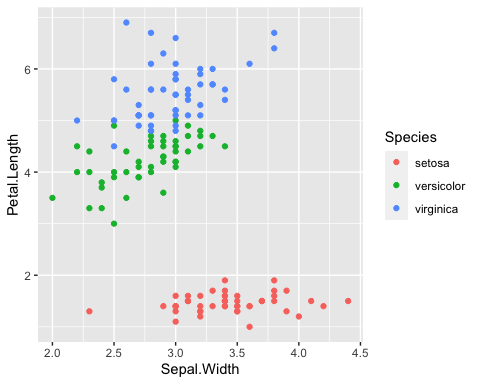 6
4
2
2.0 2.5 3.0 3.5 4.0 4.5
Sepal.Width
Petal.Length
Species
setosa
versicolor
virginica